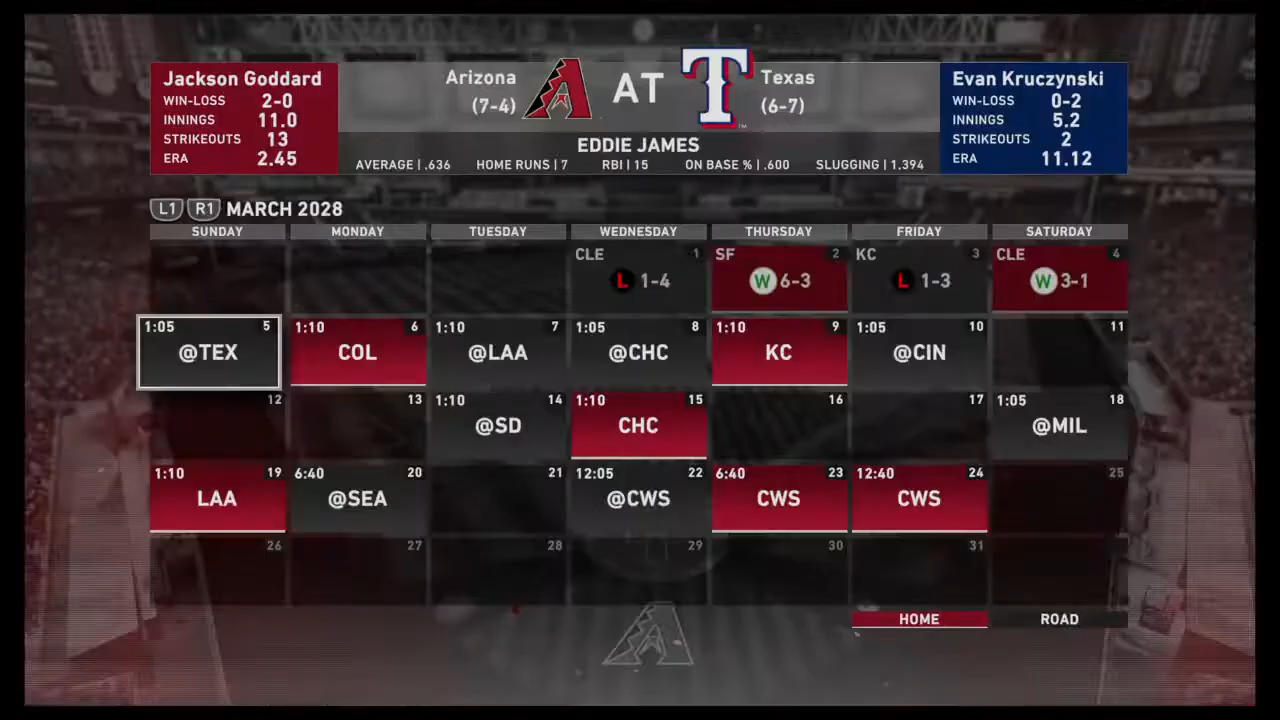 Jackson Goddard
WIN-LOSS 2-0
INNINGS 11.0
STRIKEOUTS 13
ERA 2.45
Arizona
(7-4)
A
AT
T
TM
Texas
(6-7)
EDDIE JAMES
AVERAGE | .636 HOME RUNS | 7 RBI | 15 ON BASE % | .600 SLUGGING | 1.394
Evan Kruczynski
WIN-LOSS 0-2
INNINGS 5.2
STRIKEOUTS 2
ERA 11.12
L1 R1 MARCH 2028
SUNDAY MONDAY TUESDAY WEDNESDAY THURSDAY FRIDAY SATURDAY
CLE 1 SF 2 KC 3 CLE 4
L 1-4 W 6-3 L 1-3 W 3-1
1:05 5 1:10 6 1:10 7 1:05 8 1:10 9 1:05 10 11
@TEX COL @LAA @CHC KC @CIN
12 13 1:10 14 1:10 15 16 17 1:05 18
@SD CHC @MIL
1:10 19 6:40 20 21 12:05 22 6:40 23 12:40 24 25
LAA @SEA @CWS CWS CWS
26 27 28 29 30 31
HOME ROAD
A